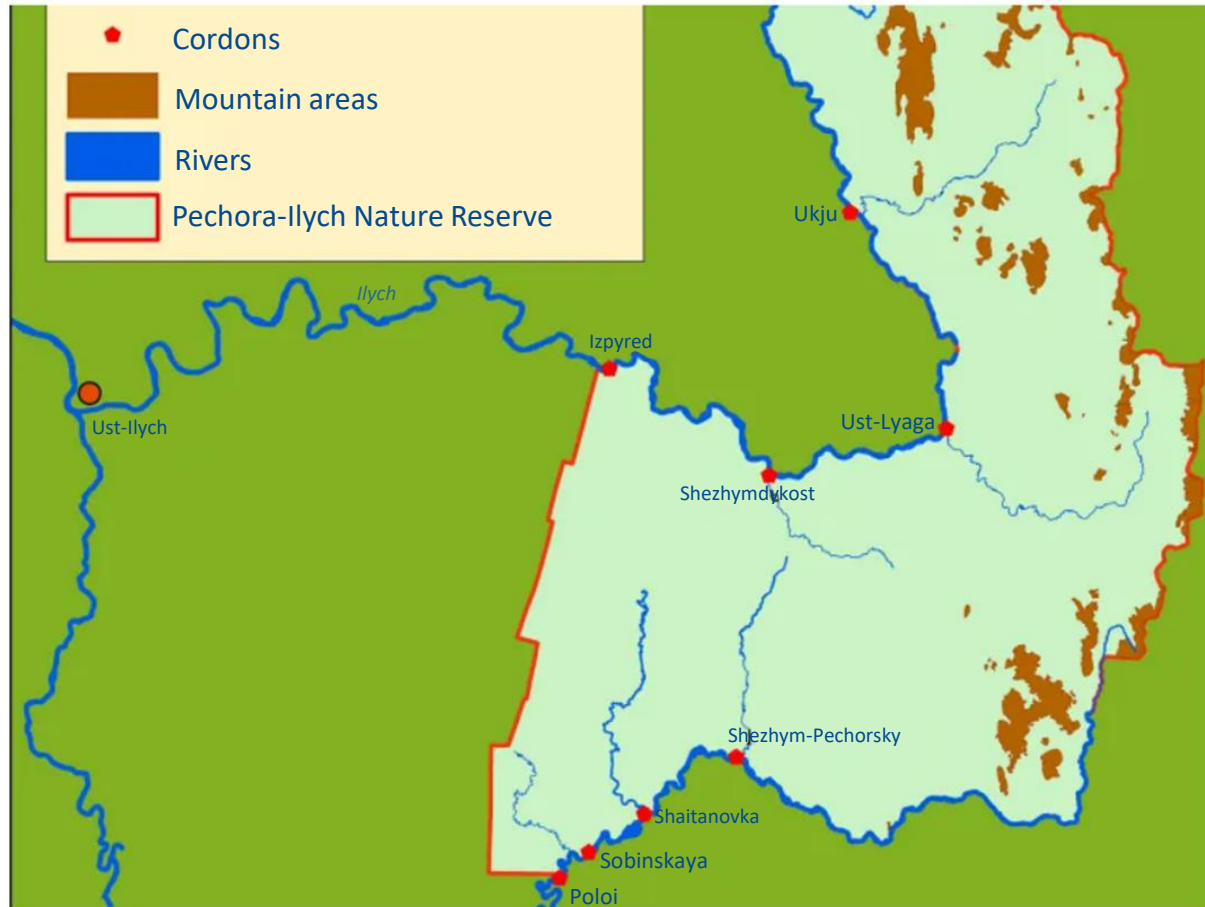 Cordons
Mountain areas
Rivers
Pechora-Ilych Nature Reserve
Ukju
Ilych
Izpyred
Ust-Ilych
Ust-Lyaga
Shezhymdykost
Shezhym-Pechorsky
Shaitanovka
Sobinskaya
Poloi